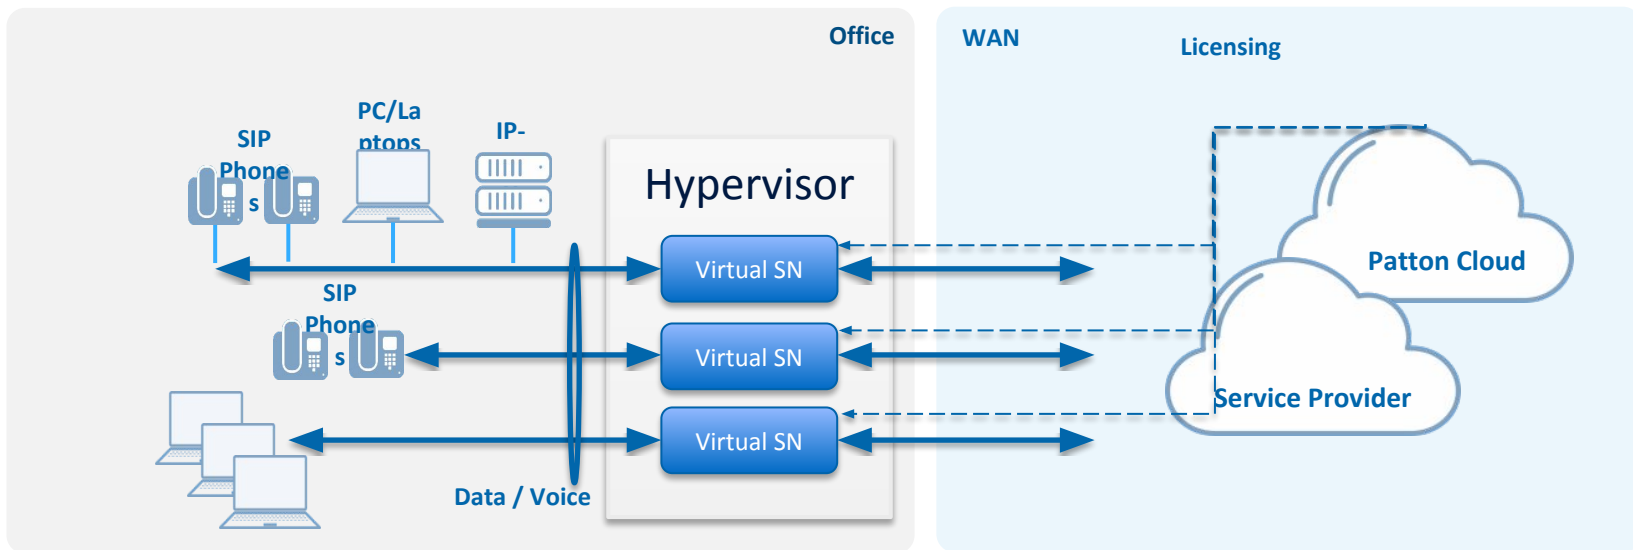 Office
WAN
Licensing
PC/La
ptops
SIP
Phone
s
IP-
Hypervisor
Virtual SN
Patton Cloud
SIP
Phone
s
Virtual SN
Service Provider
Virtual SN
Data / Voice